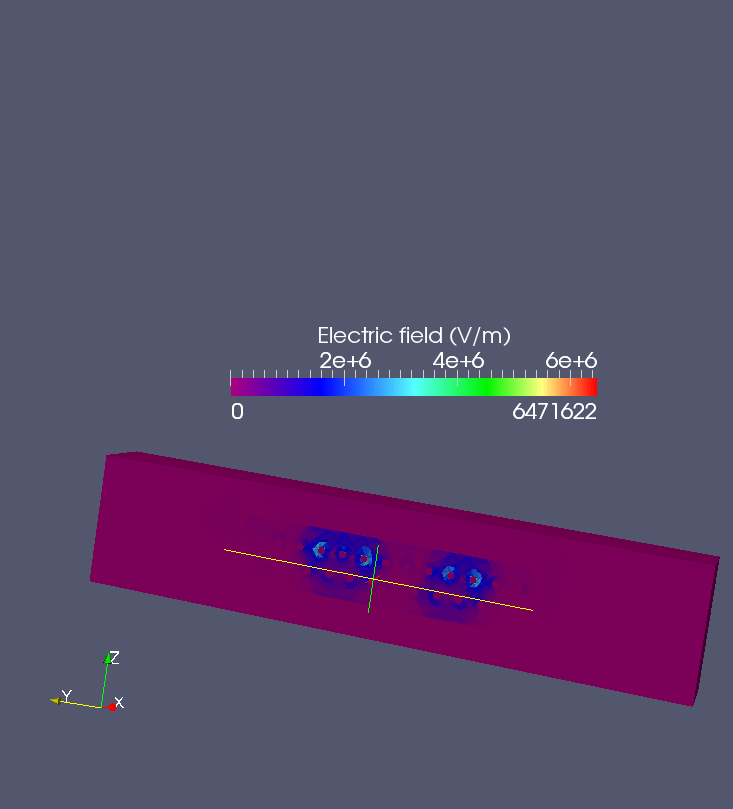 Electric field (V/m)
2e+6 4e+6 6e+6
0 6471622
Z
Y X